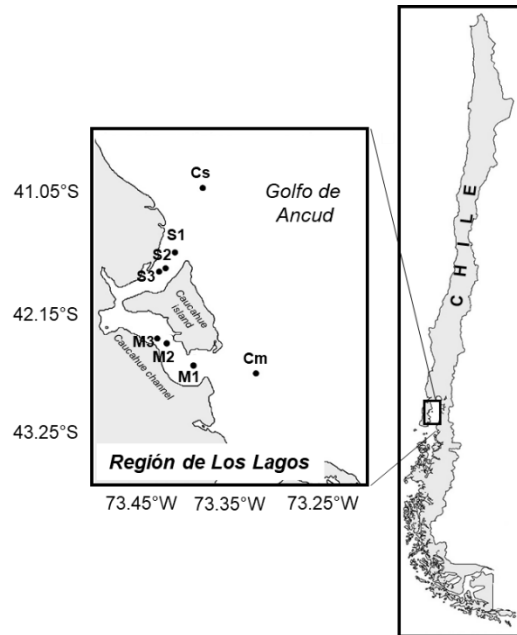 Cs
41.05°S
Golfo de
Ancud
S1
S2
S3
Caucahue
island
42.15°S
M3
M2
M1
Cm
Caucahue channel
43.25°S
Región de Los Lagos
73.45°W
73.35°W
73.25°W
CHILE